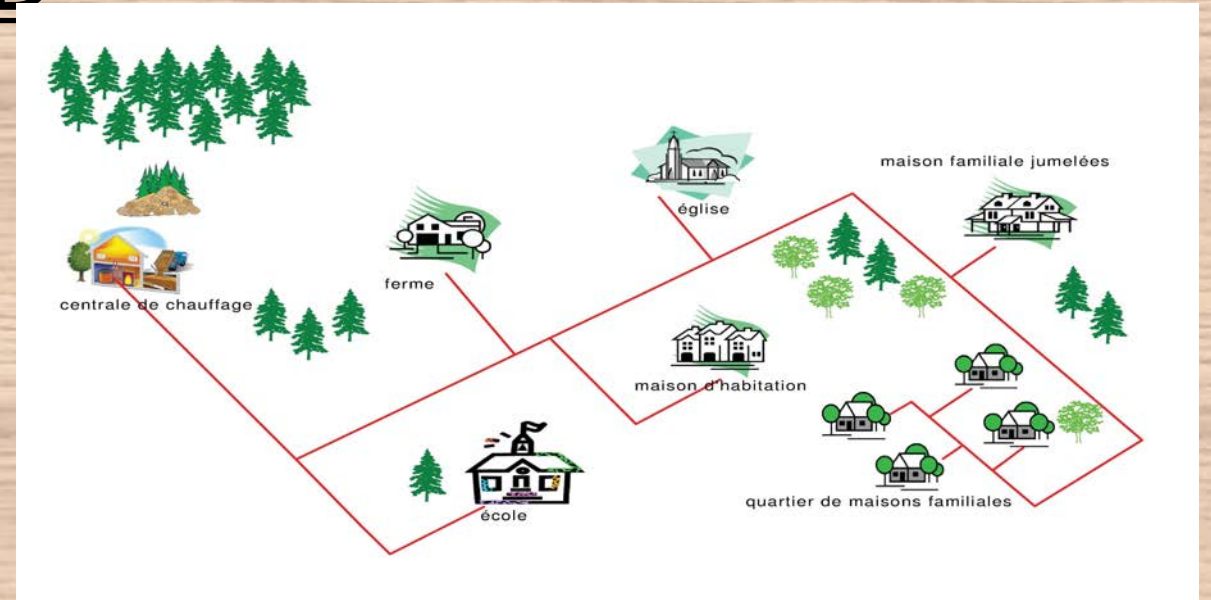 maison familiale jumelées
église
ferme
centrale de chauffage
maison d'habitation
quartier de maisons familiales
école